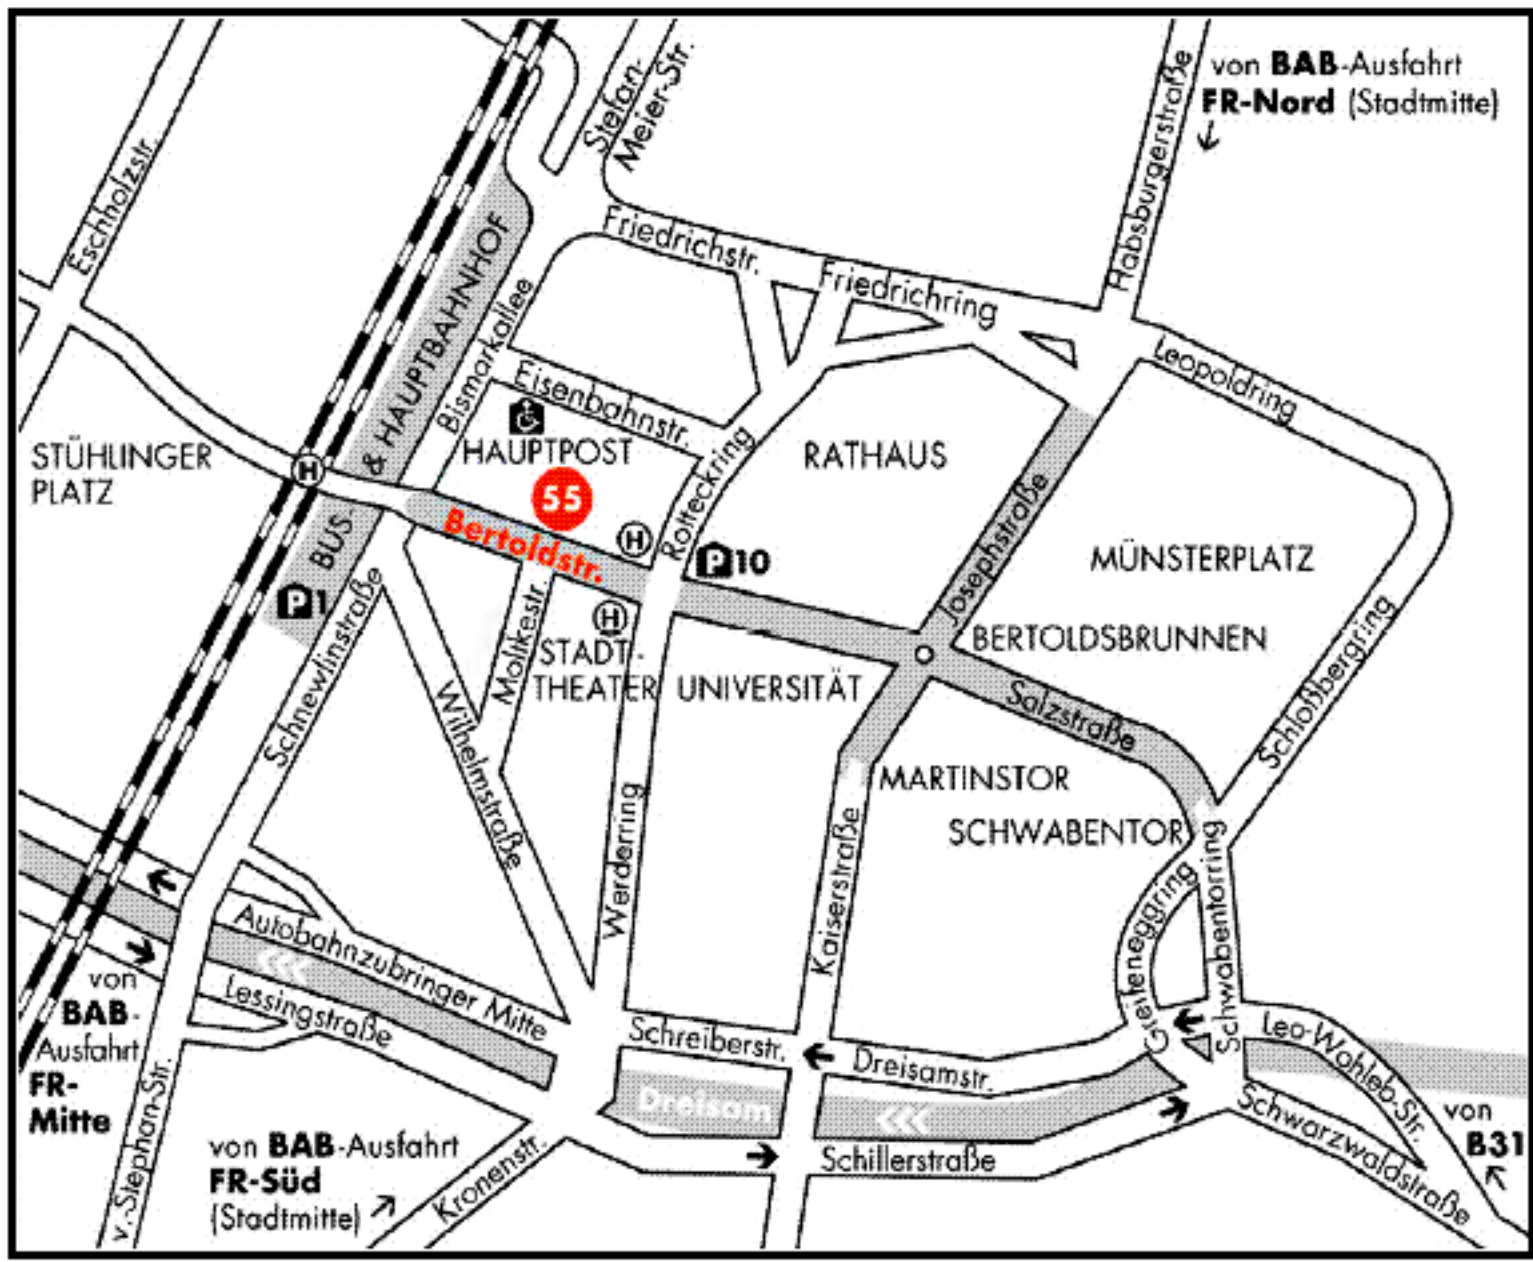 von BAB-Ausfahrt
FR-Nord (Stadtmitte)
Stefan-
Meier-Str.
Habsburgerstraße
Eschholzstr.
Friedrichstr.
Friedrichring
Leopoldring
BUS-
& HAUPTBAHNHOF
Bismarkallee
Eisenbahnstr.
HAUPTPOST
RATHAUS
STÜHLINGER
PLATZ
H
55
Bertoldstr.
H
Rotteckring
P10
Josephstraße
MÜNSTERPLATZ
P1
H
STADT-
THEATER
UNIVERSITÄT
BERTOLDSBRUNNEN
Schnewlinstraße
Moltkestr.
Wilhelmstraße
Salzstraße
Schloßbergring
MARTINSTOR
SCHWABENTOR
Werderring
Kaiserstraße
Greifeneggring
Schwabentorring
Autobahnzubringer Mitte
Lessingstraße
von
BAB-
Ausfahrt
FR-
Mitte
v.-Stephan-Str.
Schreiberstr.
Dreisamstr.
Leo-Wohleb-Str.
Dreisam
Schillerstraße
Schwarzwaldstraße
von
B31
von BAB-Ausfahrt
FR-Süd
(Stadtmitte)
Kronenstr.